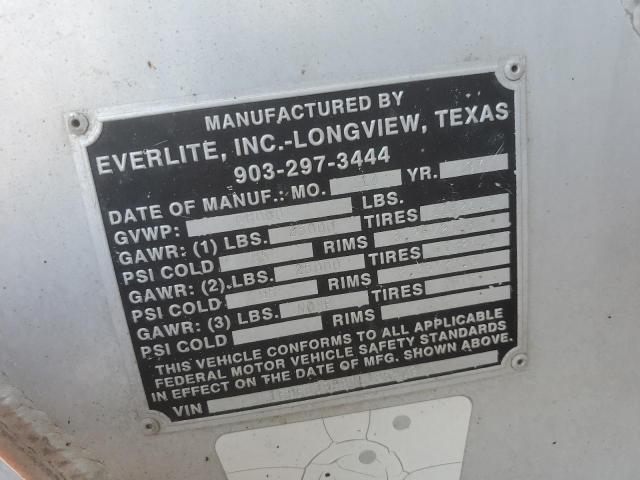 MANUFACTURED BY
EVERLITE, INC.-LONGVIEW, TEXAS
903-297-3444
DATE OF MANUF.: MO. YR.
GVWP: LBS.
GAWR: (1) LBS. 25000 TIRES
PSI COLD RIMS
GAWR: (2) LBS. 25000 TIRES
PSI COLD RIMS
GAWR: (3) LBS. NONE TIRES
PSI COLD RIMS
THIS VEHICLE CONFORMS TO ALL APPLICABLE
FEDERAL MOTOR VEHICLE SAFETY STANDARDS
IN EFFECT ON THE DATE OF MFG. SHOWN ABOVE.
VIN